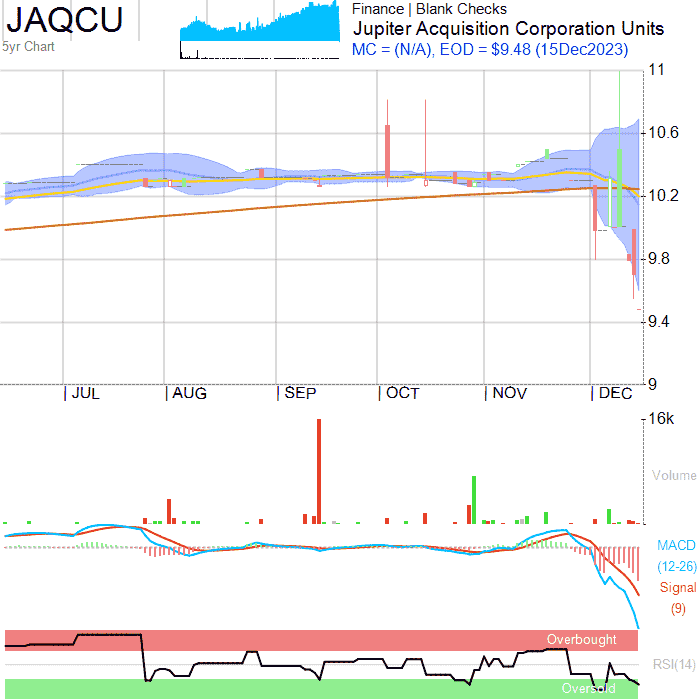 JAQCU
5yr Chart
Finance | Blank Checks
Jupiter Acquisition Corporation Units
MC = (N/A), EOD = $9.48 (15Dec2023)
11
10.6
10.2
9.8
9.4
9
JUL AUG SEP OCT NOV DEC
16k
Volume
MACD
(12-26)
Signal
(9)
Overbought
RSI(14)
Oversold